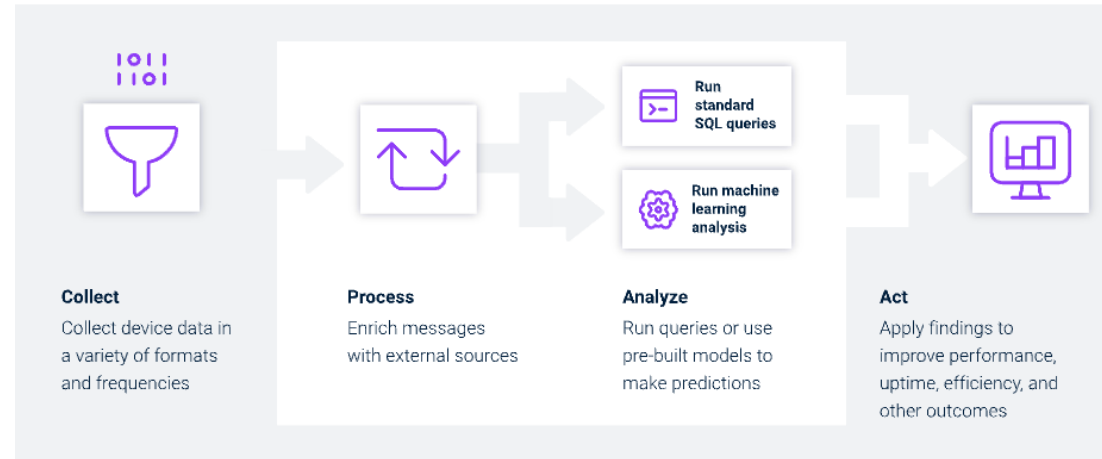 1011
1101
Run
standard
SQL queries
Run machine
learning
analysis
Collect
Collect device data in
a variety of formats
and frequencies
Process
Enrich messages
with external sources
Analyze
Run queries or use
pre-built models to
make predictions
Act
Apply findings to
improve performance,
uptime, efficiency, and
other outcomes